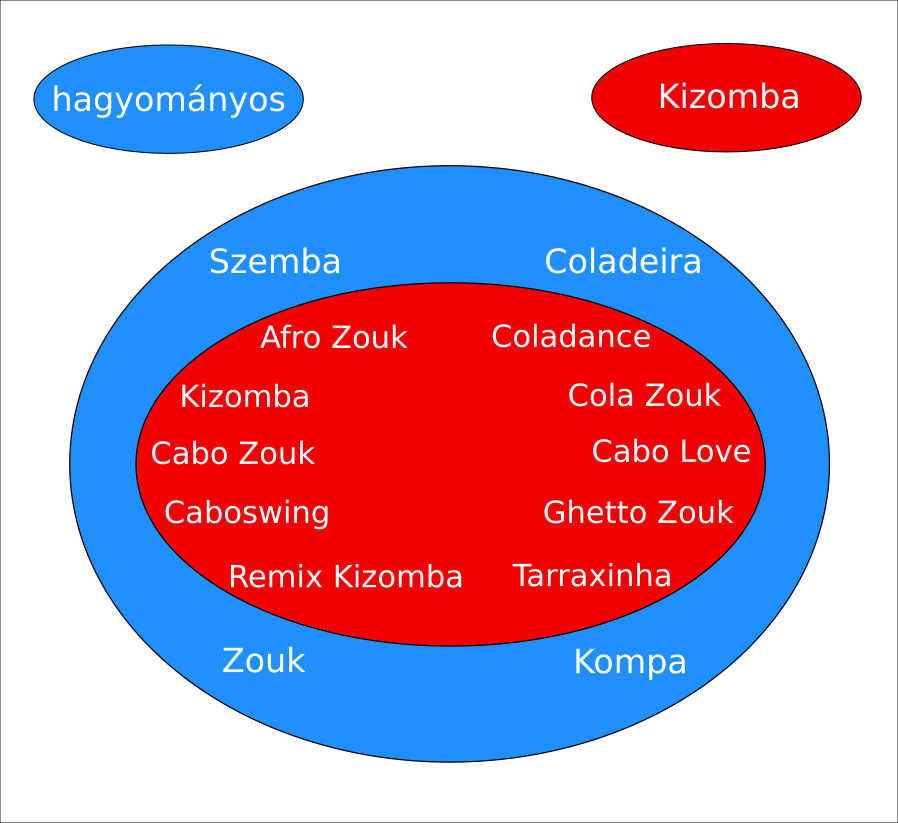 hagyományos
Kizomba
Szemba
Coladeira
Afro Zouk
Coladance
Kizomba
Cola Zouk
Cabo Zouk
Cabo Love
Caboswing
Ghetto Zouk
Remix Kizomba
Tarraxinha
Zouk
Kompa